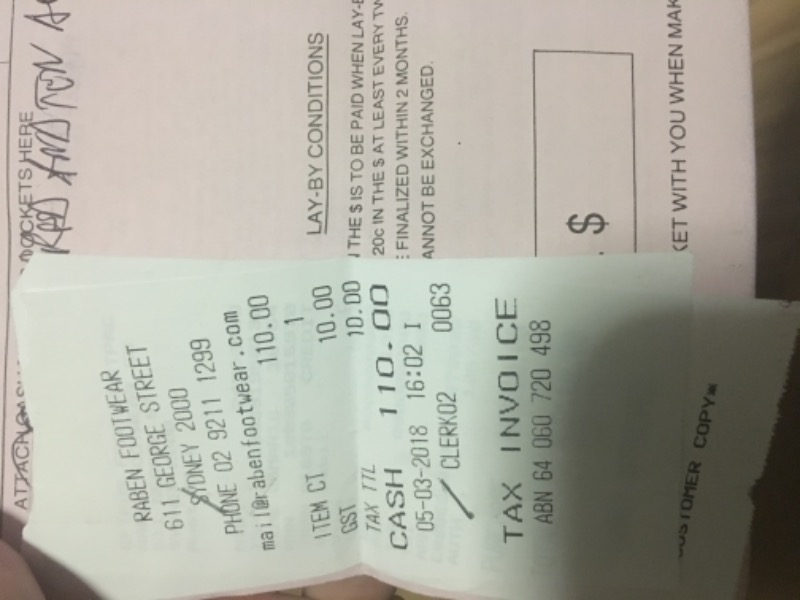 RABEN FOOTWEAR
611 GEORGE STREET
SYDNEY 2000
PHONE 02 9211 1299
mail@rabenfootwear.com
110.00
ITEM CT 1
GST 10.00
TAX TTL 10.00
CASH 110.00
05-03-2018 16:02 I
CLERK02 0063
TAX INVOICE
ABN 64 060 720 498
CUSTOMER COPY*
DOCKETS HERE
LAY-BY CONDITIONS
THE $ IS TO BE PAID WHEN LAY-
20c IN THE $ AT LEAST EVERY TW
FINALIZED WITHIN 2 MONTHS.
ANNOT BE EXCHANGED.
$
KET WITH YOU WHEN MAK